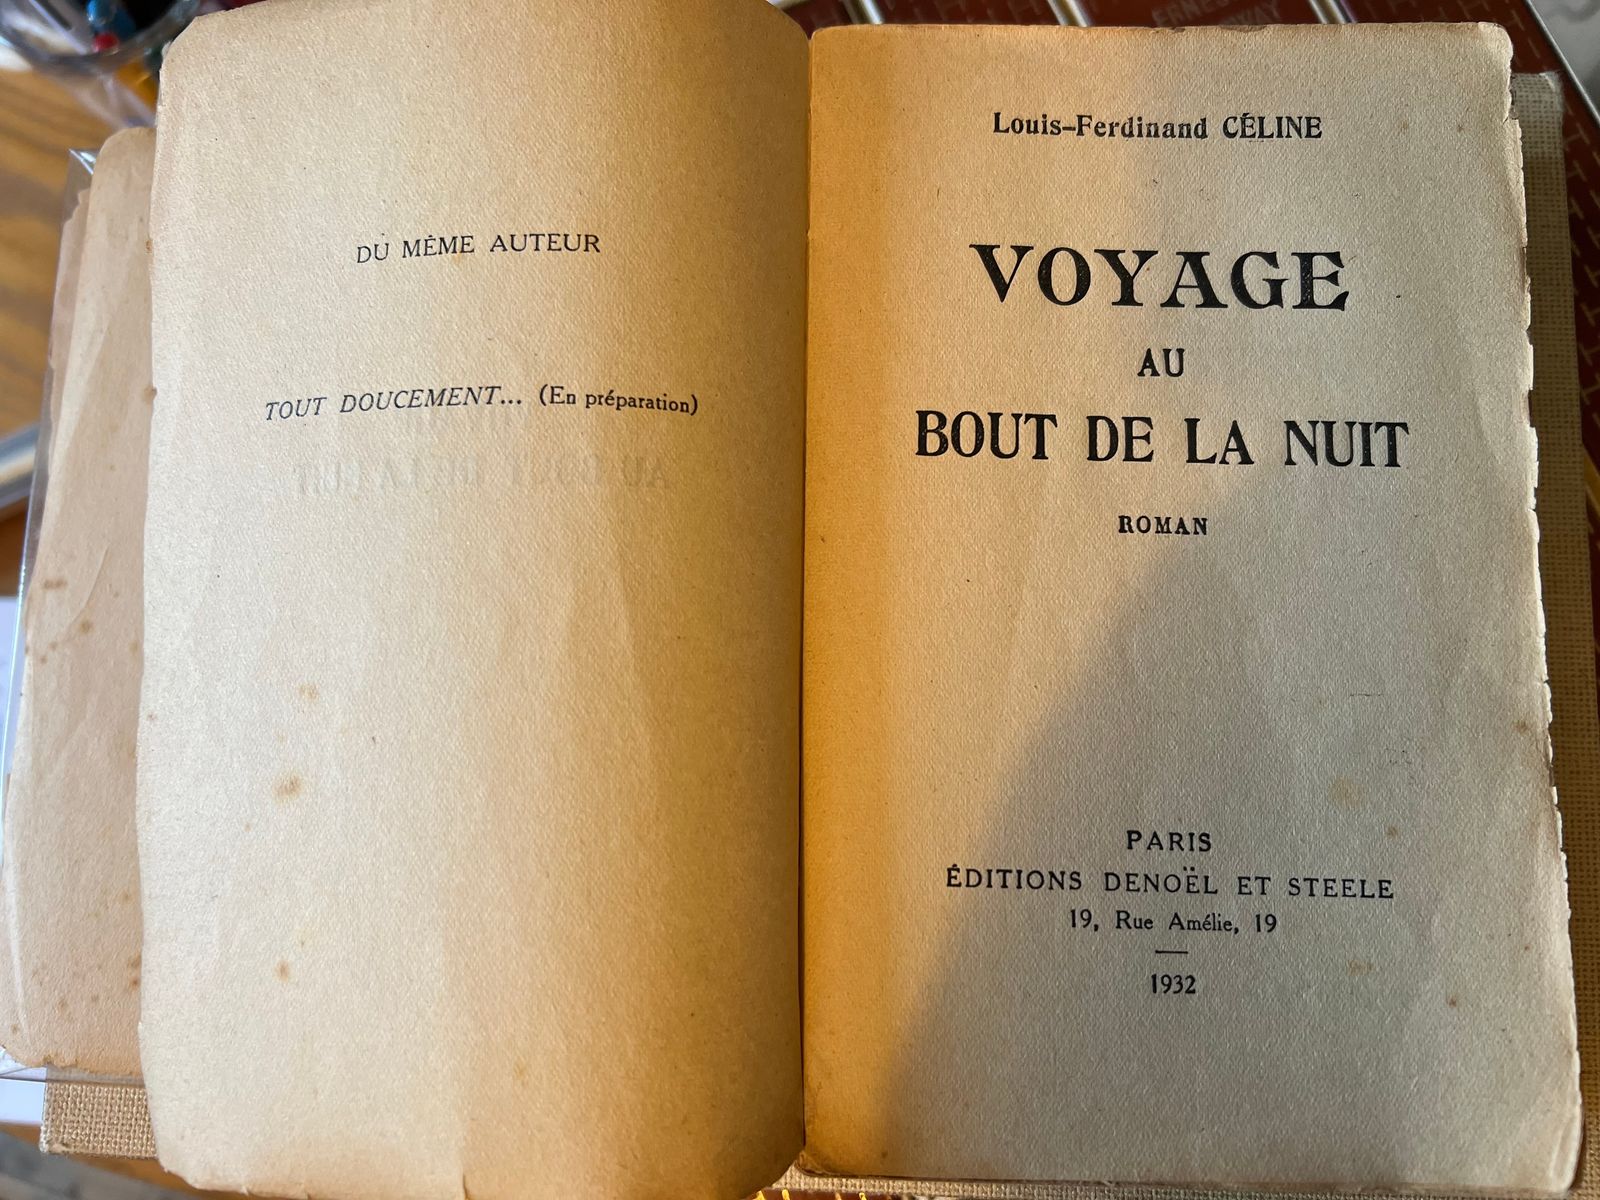 DU MÊME AUTEUR
TOUT DOUCEMENT... (En préparation)
Louis-Ferdinand CÉLINE
VOYAGE
AU
BOUT DE LA NUIT
ROMAN
PARIS
ÉDITIONS DENOËL ET STEELE
19, Rue Amélie, 19
1932